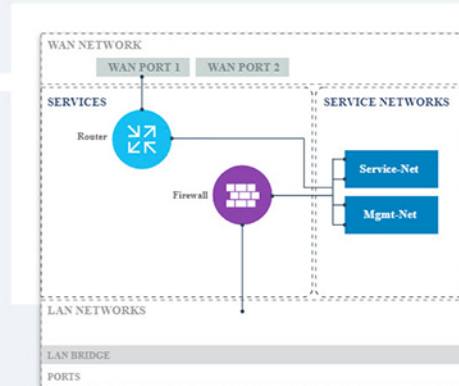 WAN NETWORK
WAN PORT 1 WAN PORT 2
SERVICES
SERVICE NETWORKS
Router
Service-Net
Firewall
Mgmt-Net
LAN NETWORKS
LAN BRIDGE
PORTS